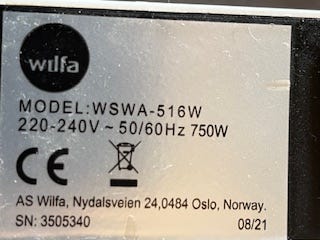 wilfa
MODEL:WSWA-516W
220-240V ~ 50/60Hz 750W
CE
AS Wilfa, Nydalsveien 24,0484 Oslo, Norway.
SN: 3505340 08/21